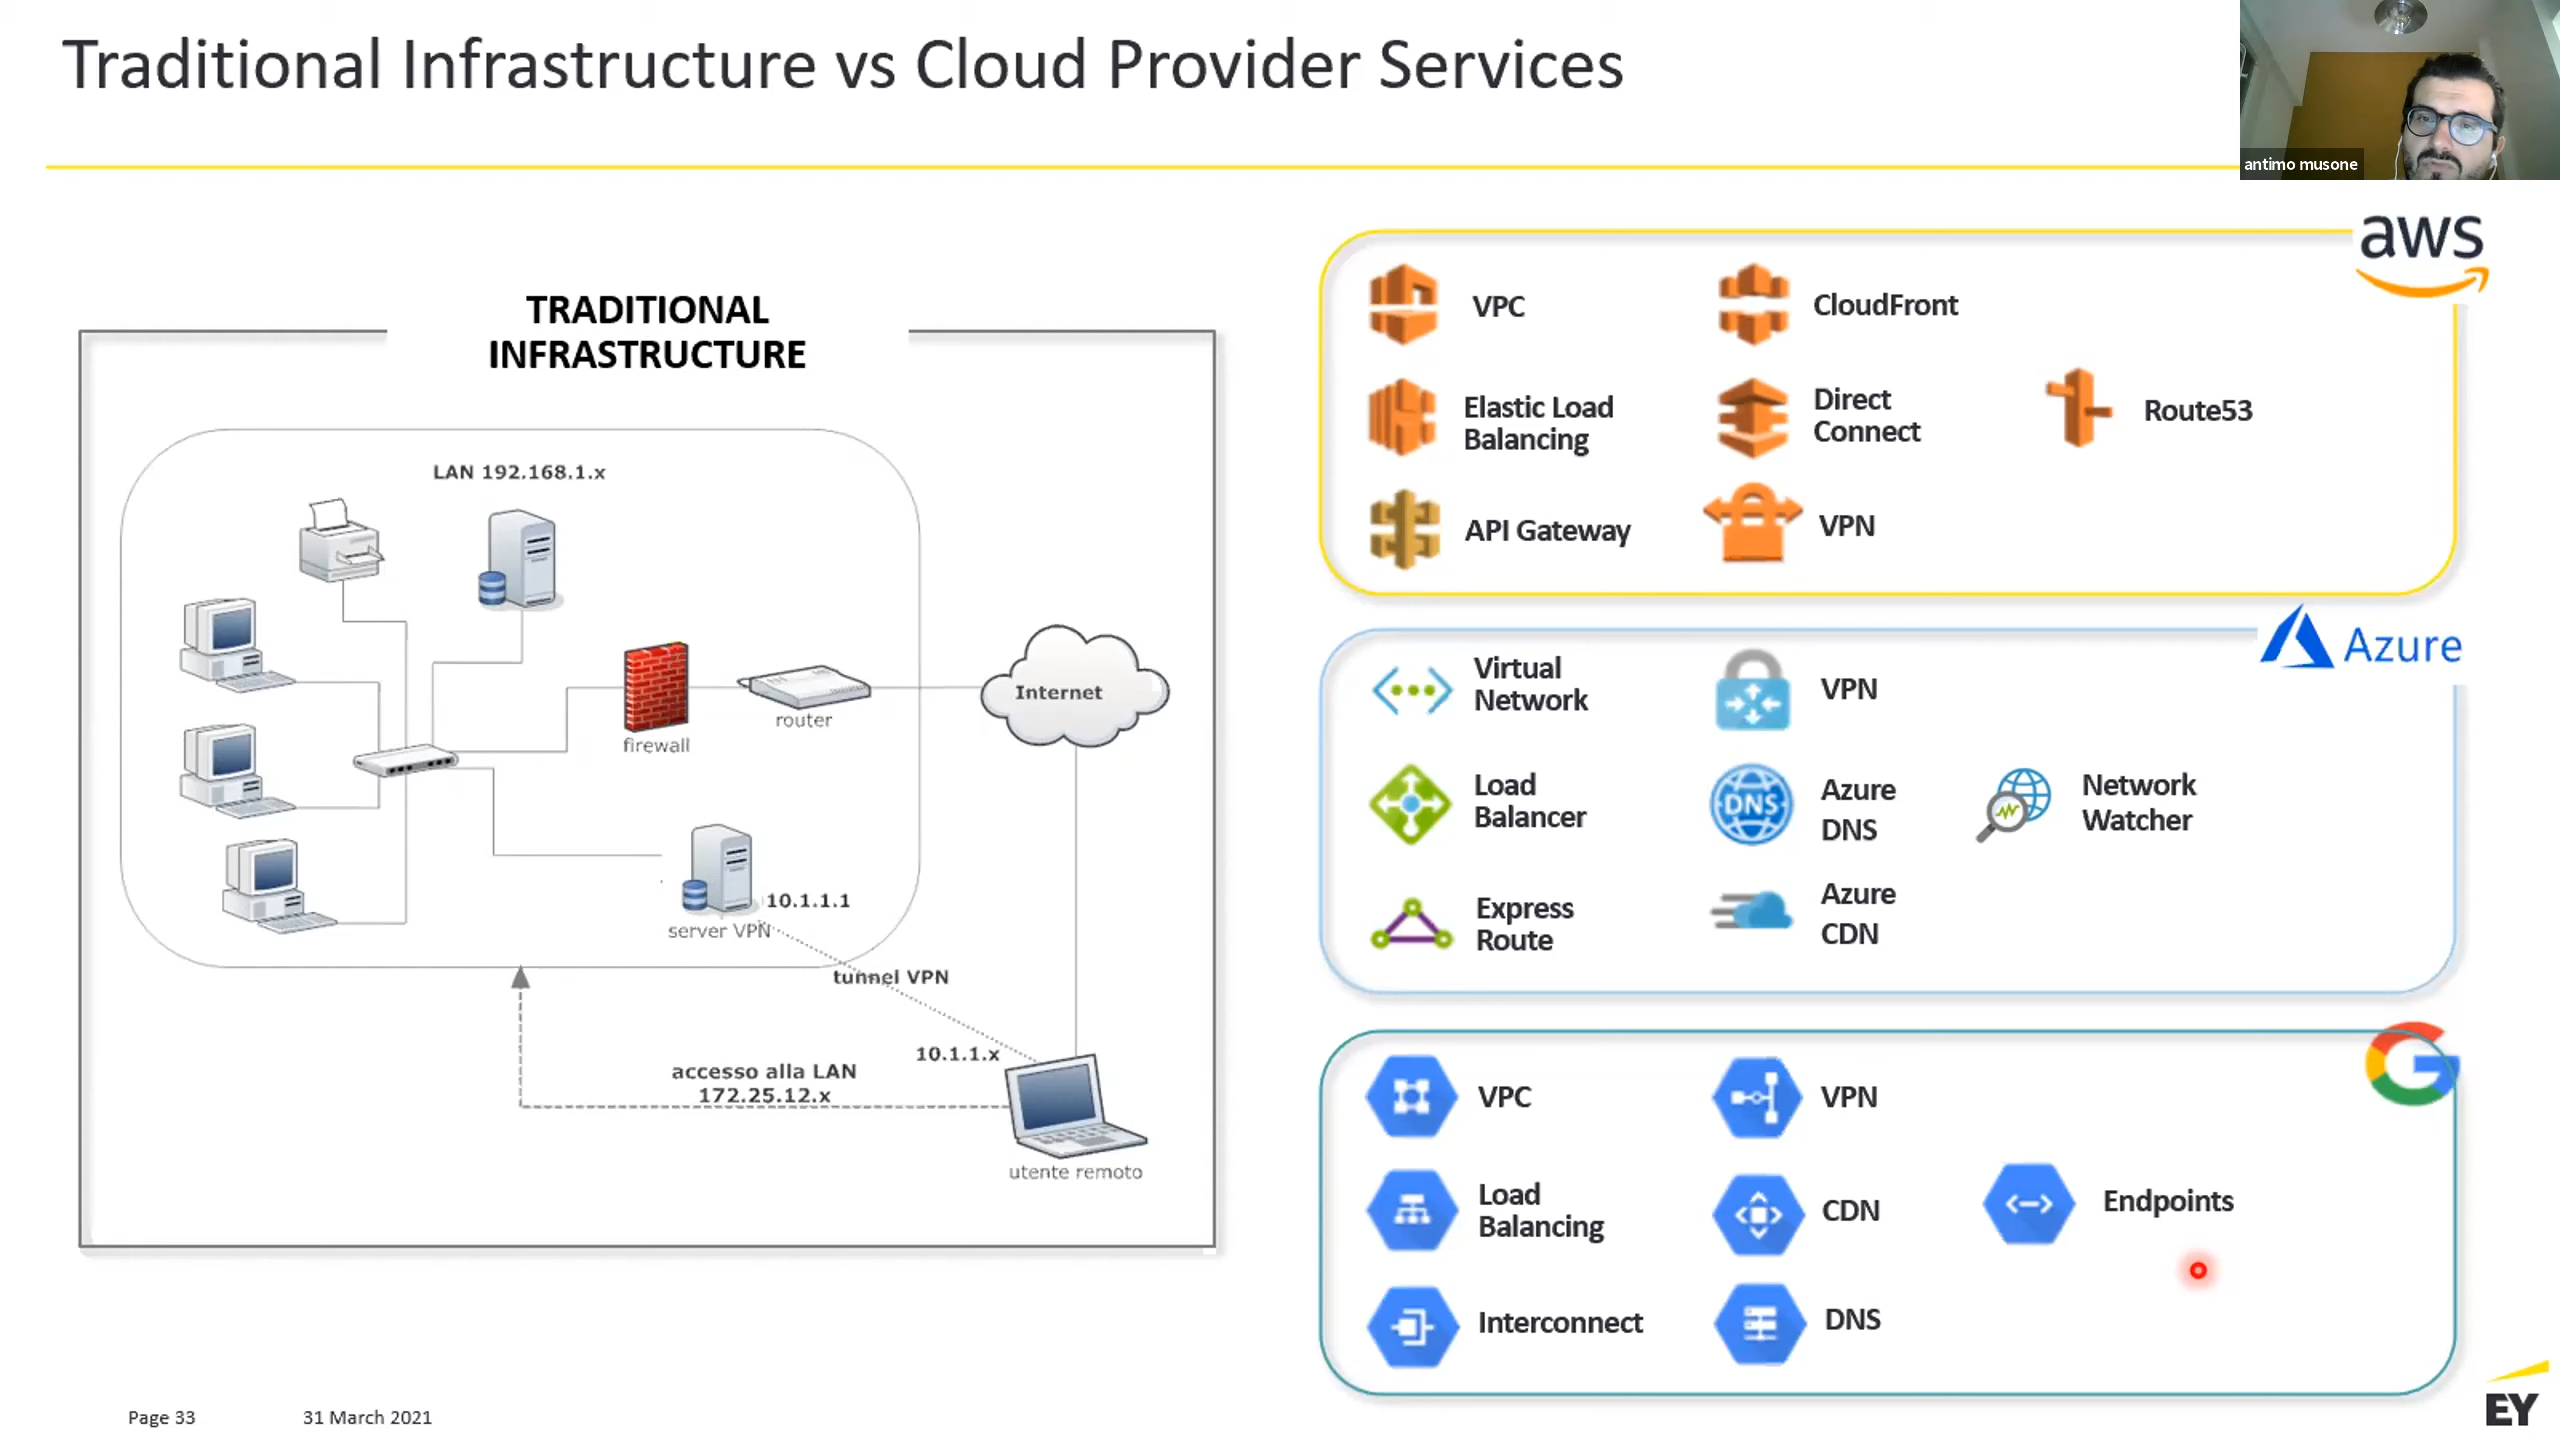 Traditional Infrastructure vs Cloud Provider Services
antimo musone
TRADITIONAL
INFRASTRUCTURE
LAN 192.168.1.x
firewall
router
Internet
10.1.1.1
server VPN
tunnel VPN
10.1.1.x
accesso alla LAN
172.25.12.x
utente remoto
aws
VPC
CloudFront
Elastic Load
Balancing
Direct
Connect
Route53
API Gateway
VPN
Azure
Virtual
Network
VPN
Load
Balancer
DNS
Azure
DNS
Network
Watcher
Express
Route
Azure
CDN
G
VPC
VPN
Load
Balancing
CDN
Endpoints
Interconnect
DNS
Page 33
31 March 2021
EY